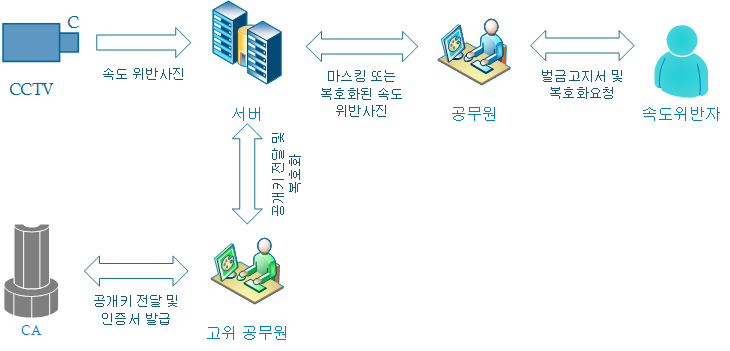 C
CCTV
속도 위반사진
서버
마스킹 또는
복호화된 속도
위반사진
공무원
벌금고지서 및
복호화요청
속도위반자
공개키 전달 및
복호화
CA
공개키 전달 및
인증서 발급
고위 공무원